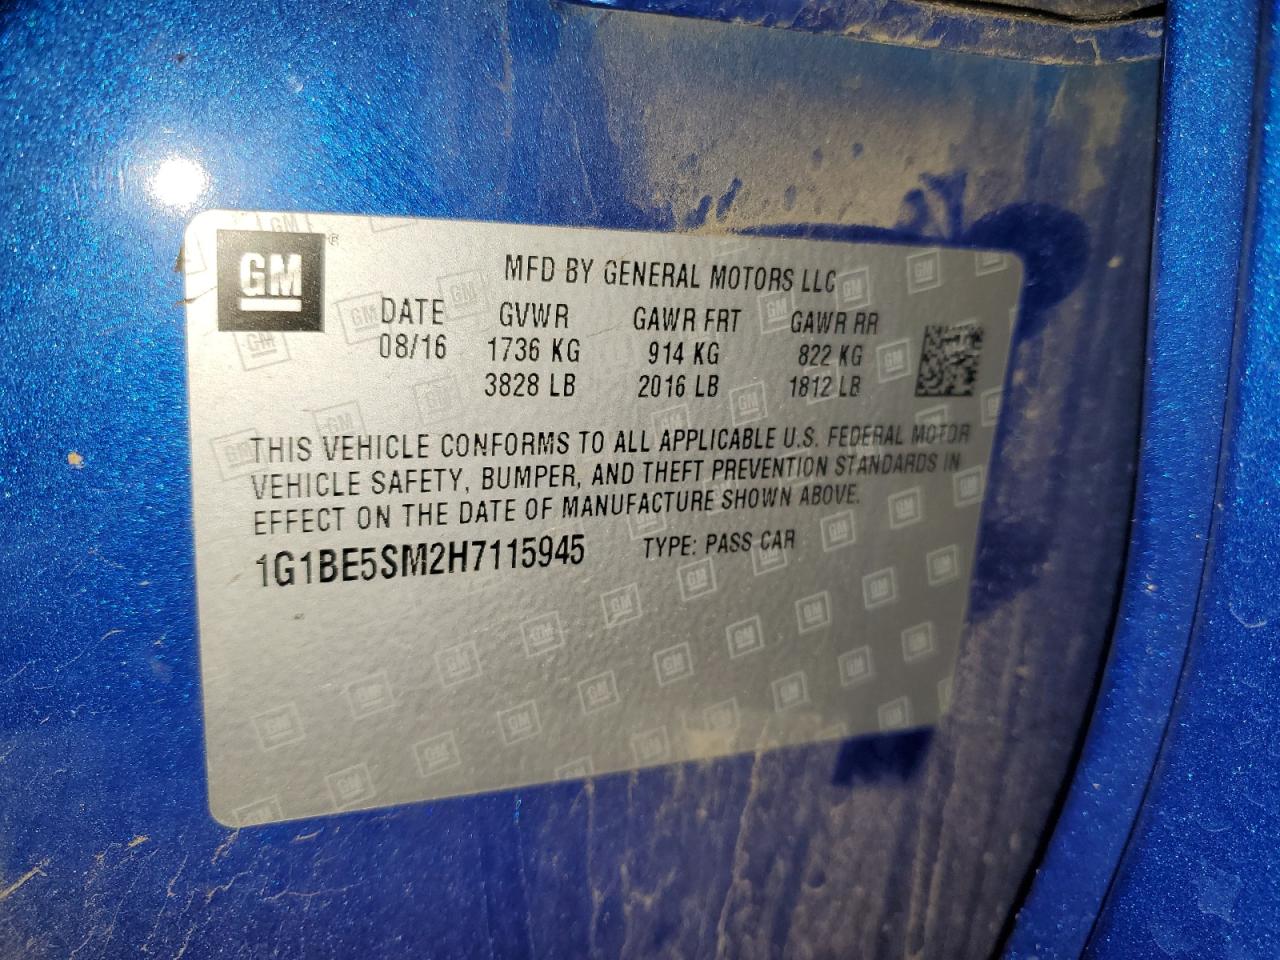 GM
®
MFD BY GENERAL MOTORS LLC
DATE GVWR GAWR FRT GAWR RR
08/16 1736 KG 914 KG 822 KG
3828 LB 2016 LB 1812 LB
THIS VEHICLE CONFORMS TO ALL APPLICABLE U.S. FEDERAL MOTOR
VEHICLE SAFETY, BUMPER, AND THEFT PREVENTION STANDARDS IN
EFFECT ON THE DATE OF MANUFACTURE SHOWN ABOVE.
1G1BE5SM2H7115945 TYPE: PASS CAR